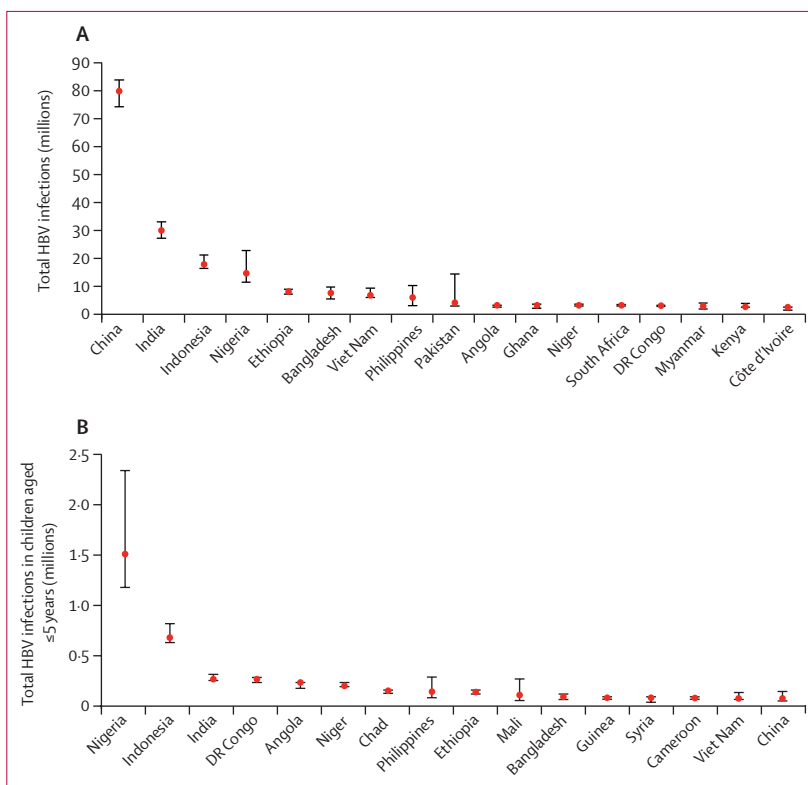 A
Total HBV infections (millions)
90
80
70
60
50
40
30
20
10
0
China
India
Indonesia
Nigeria
Ethiopia
Bangladesh
Viet Nam
Philippines
Pakistan
Angola
Ghana
Niger
South Africa
DR Congo
Myanmar
Kenya
Côte d'Ivoire
B
Total HBV infections in children aged
≤5 years (millions)
2·5
2·0
1·5
1·0
0·5
0
Nigeria
Indonesia
India
DR Congo
Angola
Niger
Chad
Philippines
Ethiopia
Mali
Bangladesh
Guinea
Syria
Cameroon
Viet Nam
China